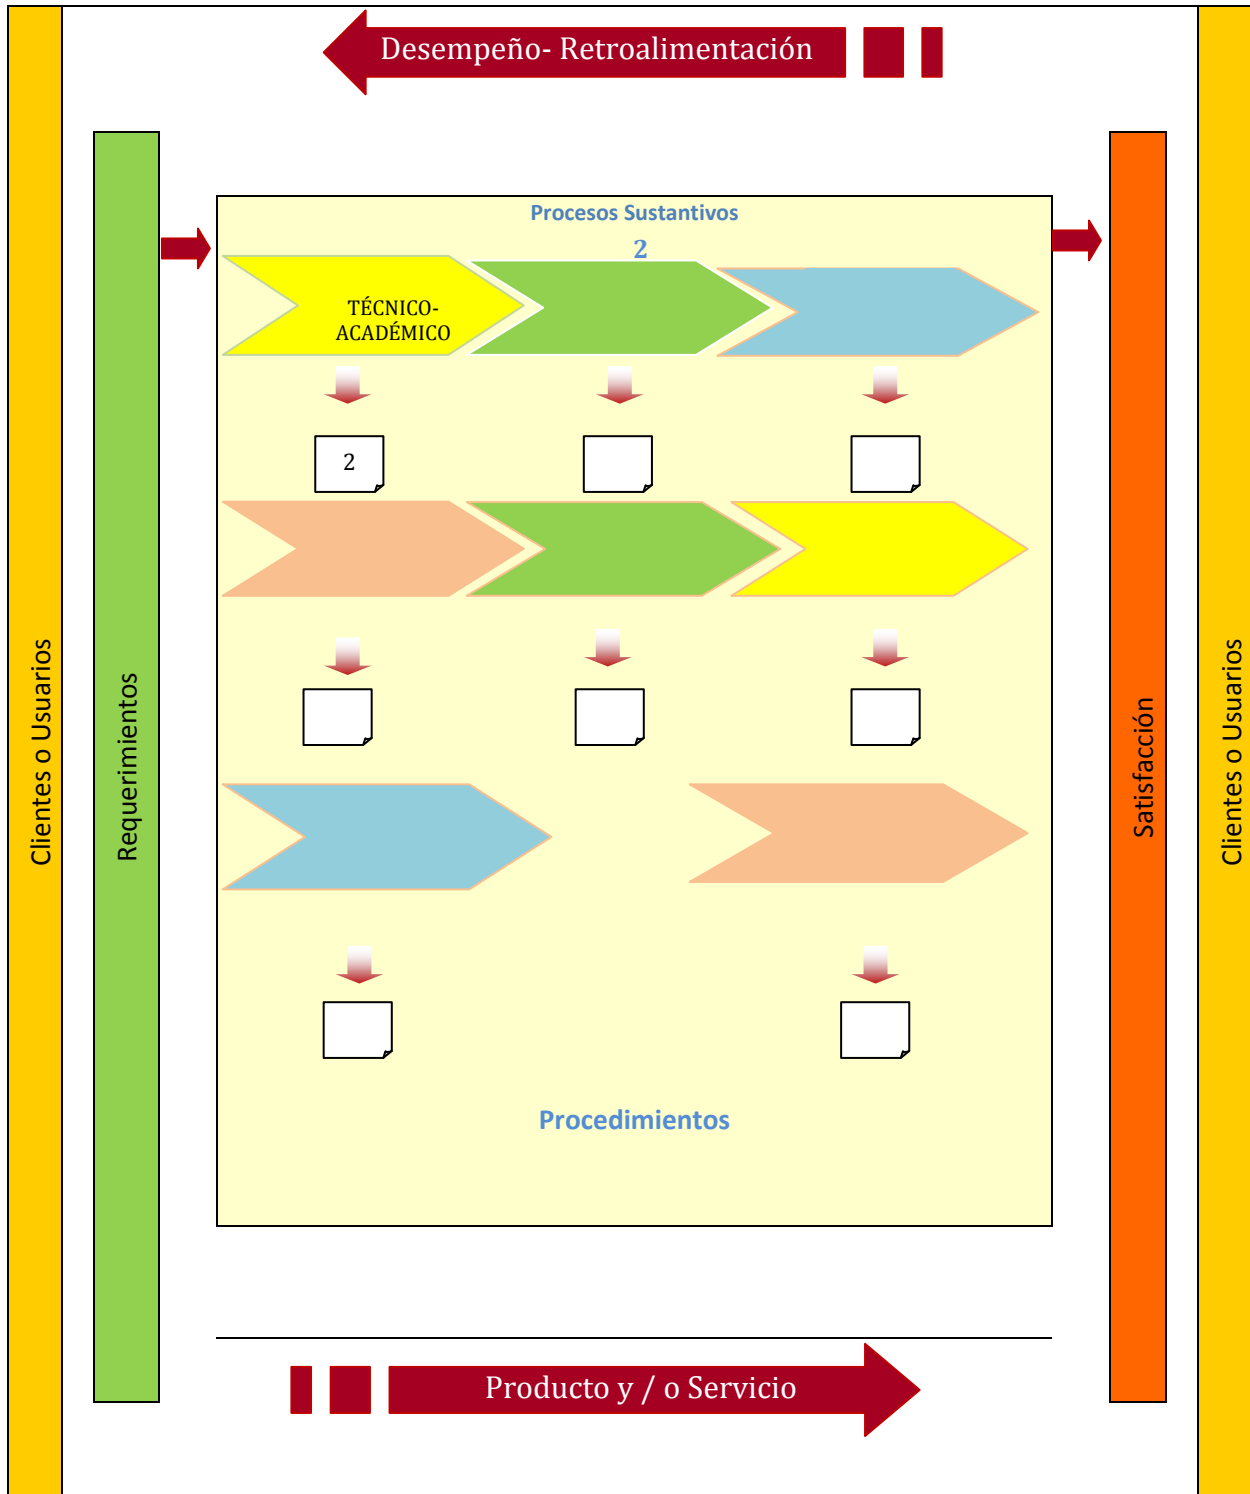 Desempeño- Retroalimentación
Clientes o Usuarios
Requerimientos
Procesos Sustantivos
2
TÉCNICO-
ACADÉMICO
2
Procedimientos
Satisfacción
Clientes o Usuarios
Producto y / o Servicio